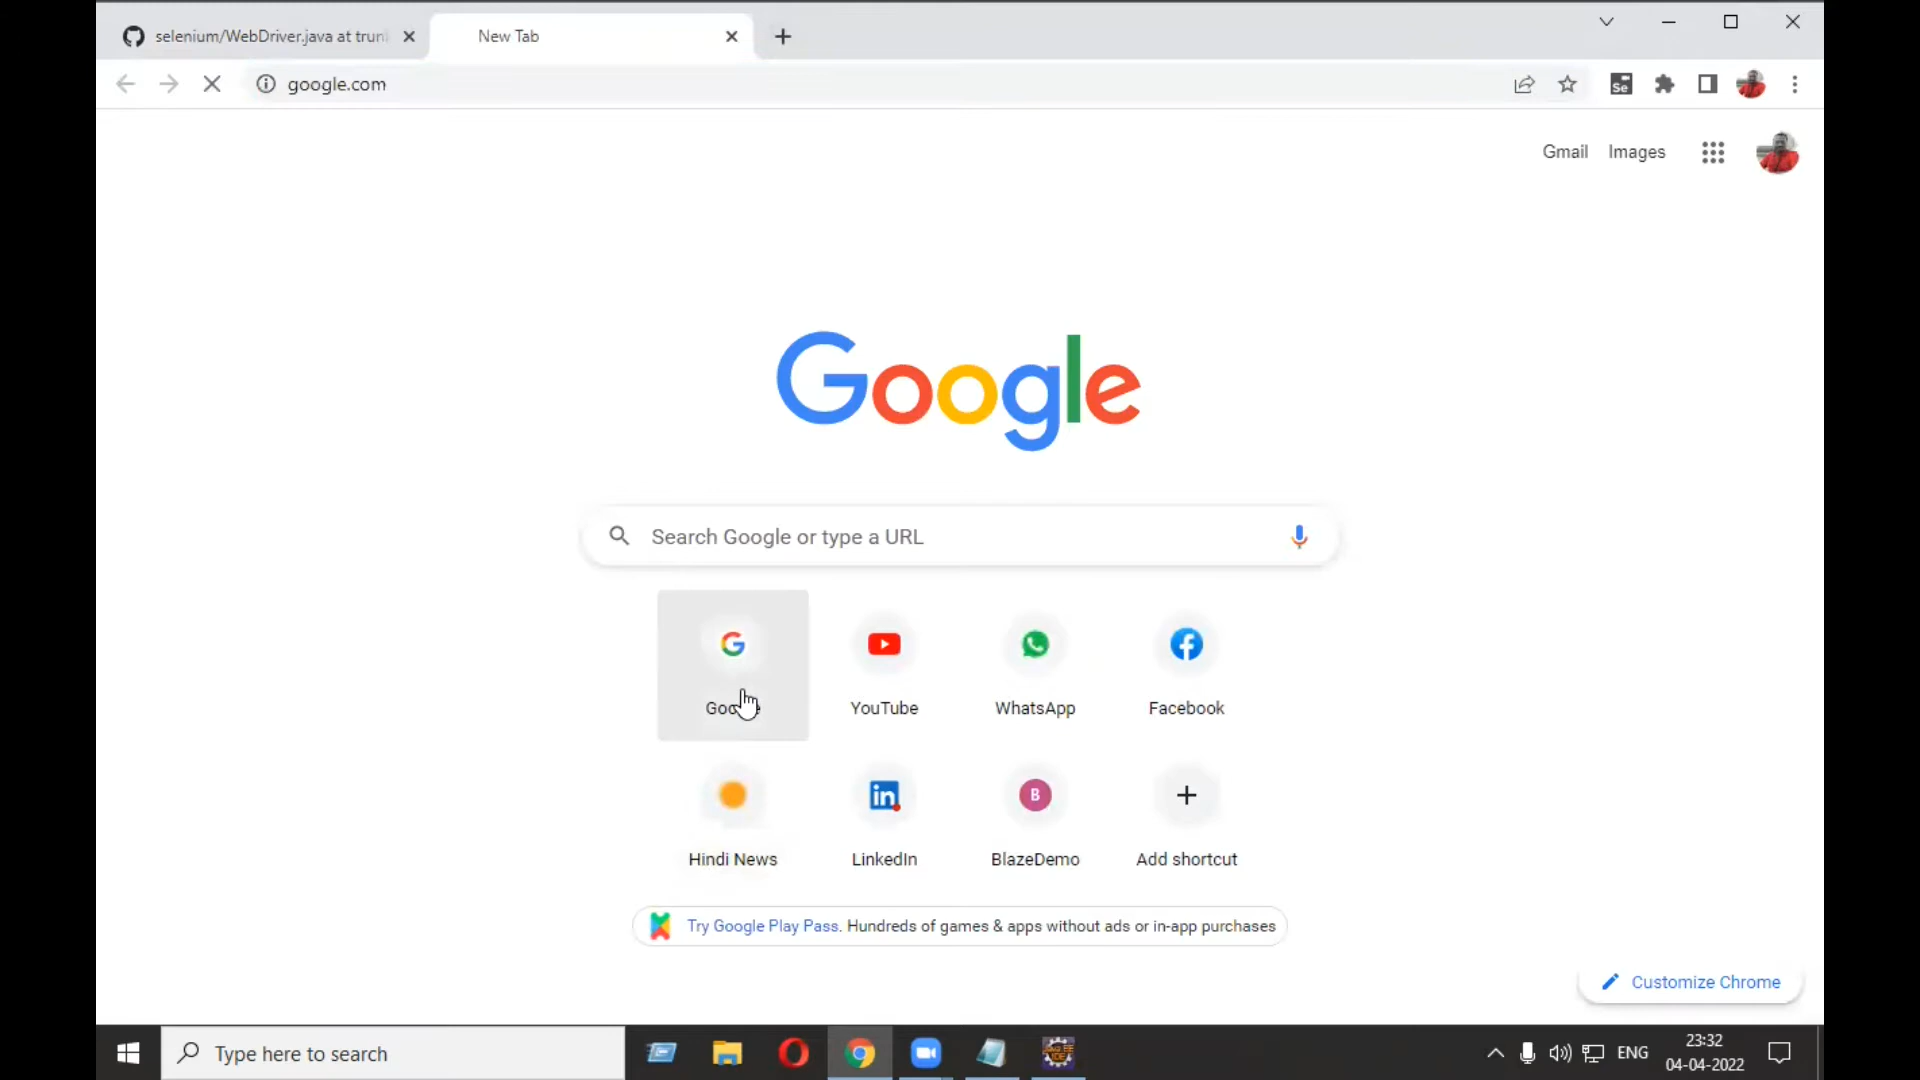 selenium/WebDriver.java at trun
New Tab
google.com
Se
Gmail Images
Google
Search Google or type a URL
Google YouTube WhatsApp Facebook
B
Hindi News LinkedIn BlazeDemo Add shortcut
Try Google Play Pass. Hundreds of games & apps without ads or in-app purchases
Customize Chrome
Type here to search
ENG
23:32
04-04-2022